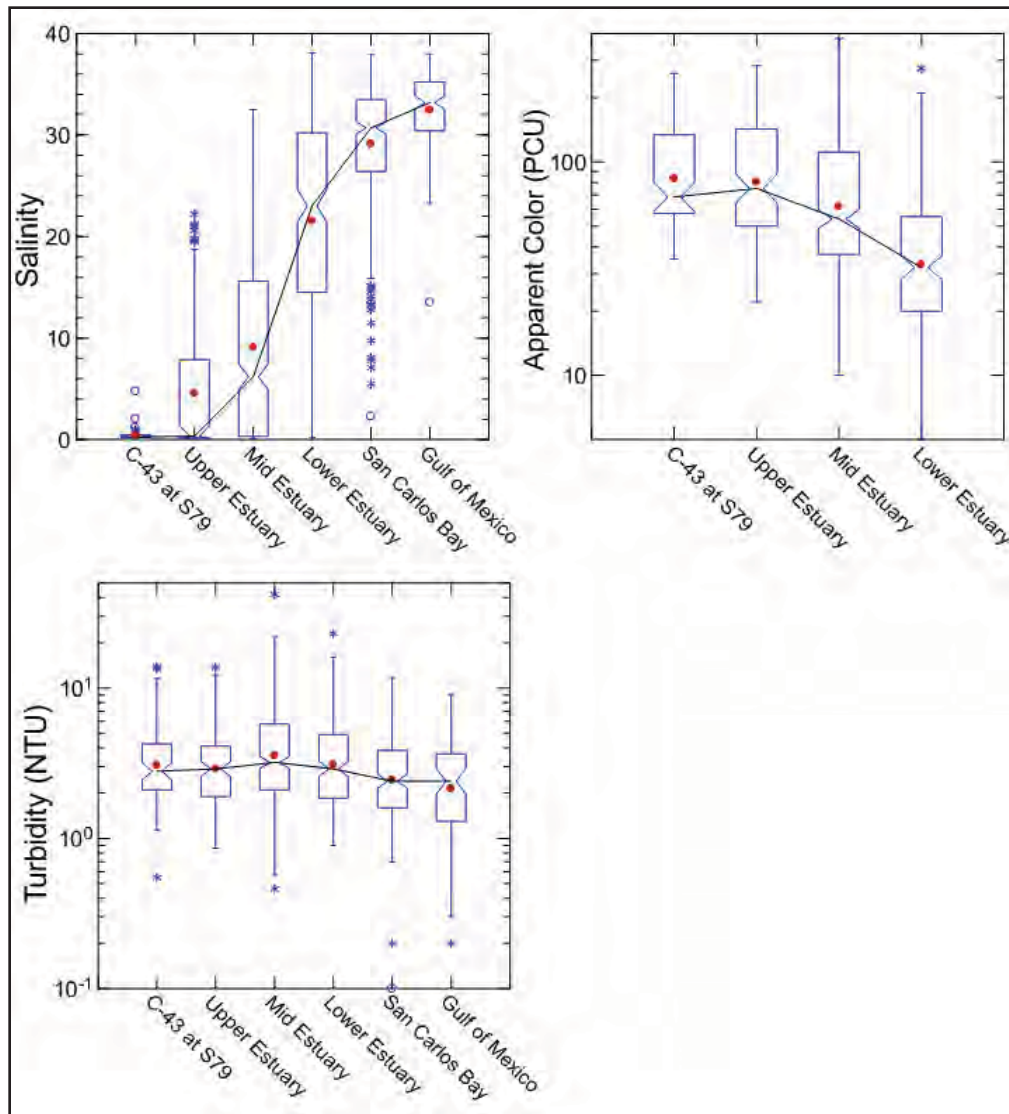 Salinity
40
30
20
10
0
C-43 at S79
Upper Estuary
Mid Estuary
Lower Estuary
San Carlos Bay
Gulf of Mexico
Apparent Color (PCU)
100
10
C-43 at S79
Upper Estuary
Mid Estuary
Lower Estuary
Turbidity (NTU)
10¹
10⁰
10⁻¹
C-43 at S79
Upper Estuary
Mid Estuary
Lower Estuary
San Carlos Bay
Gulf of Mexico